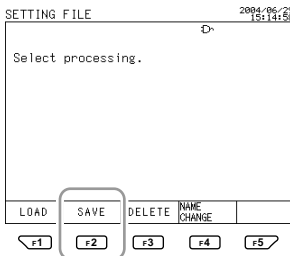 SETTING FILE
2004/06/2
15:14:5
Select processing.
LOAD SAVE DELETE NAME CHANGE
F1 F2 F3 F4 F5